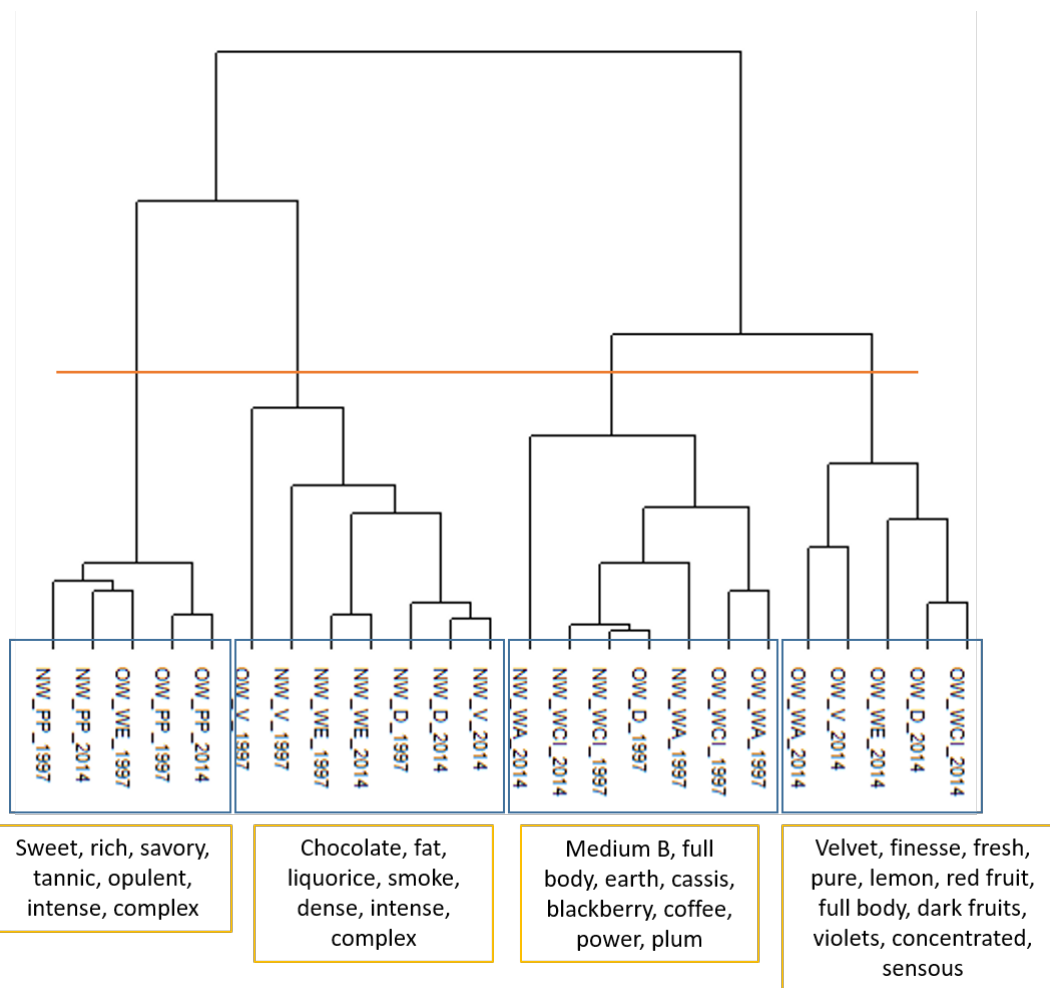 NW_PP_1997
NW_PP_2014
OW_WE_1997
OW_PP_1997
OW_PP_2014
OW_V_1997
NW_V_1997
NW_WE_1997
NW_WE_2014
NW_D_1997
NW_D_2014
NW_V_2014
NW_WA_2014
NW_WCI_2014
NW_WCI_1997
OW_D_1997
NW_WA_1997
OW_WCI_1997
OW_WA_1997
OW_WA_2014
OW_V_2014
OW_WE_2014
OW_D_2014
OW_WCI_2014
Sweet, rich, savory,
tannic, opulent,
intense, complex
Chocolate, fat,
liquorice, smoke,
dense, intense,
complex
Medium B, full
body, earth, cassis,
blackberry, coffee,
power, plum
Velvet, finesse, fresh,
pure, lemon, red fruit,
full body, dark fruits,
violets, concentrated,
sensous